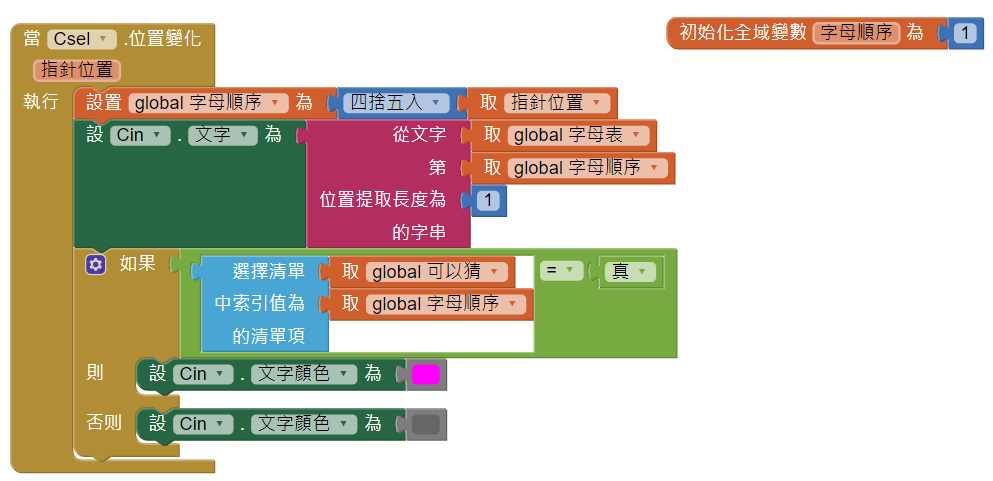 當 Csel .位置變化
初始化全域變數 字母順序 為 1
指針位置
執行 設置 global 字母順序 為 四捨五入 取 指針位置
設 Cin . 文字 為 從文字 取 global 字母表
第 取 global 字母順序
位置提取長度為 1
的字串
如果 選擇清單 取 global 可以猜 = 真
中索引值為 取 global 字母順序
的清單項
則 設 Cin . 文字顏色 為
否則 設 Cin . 文字顏色 為